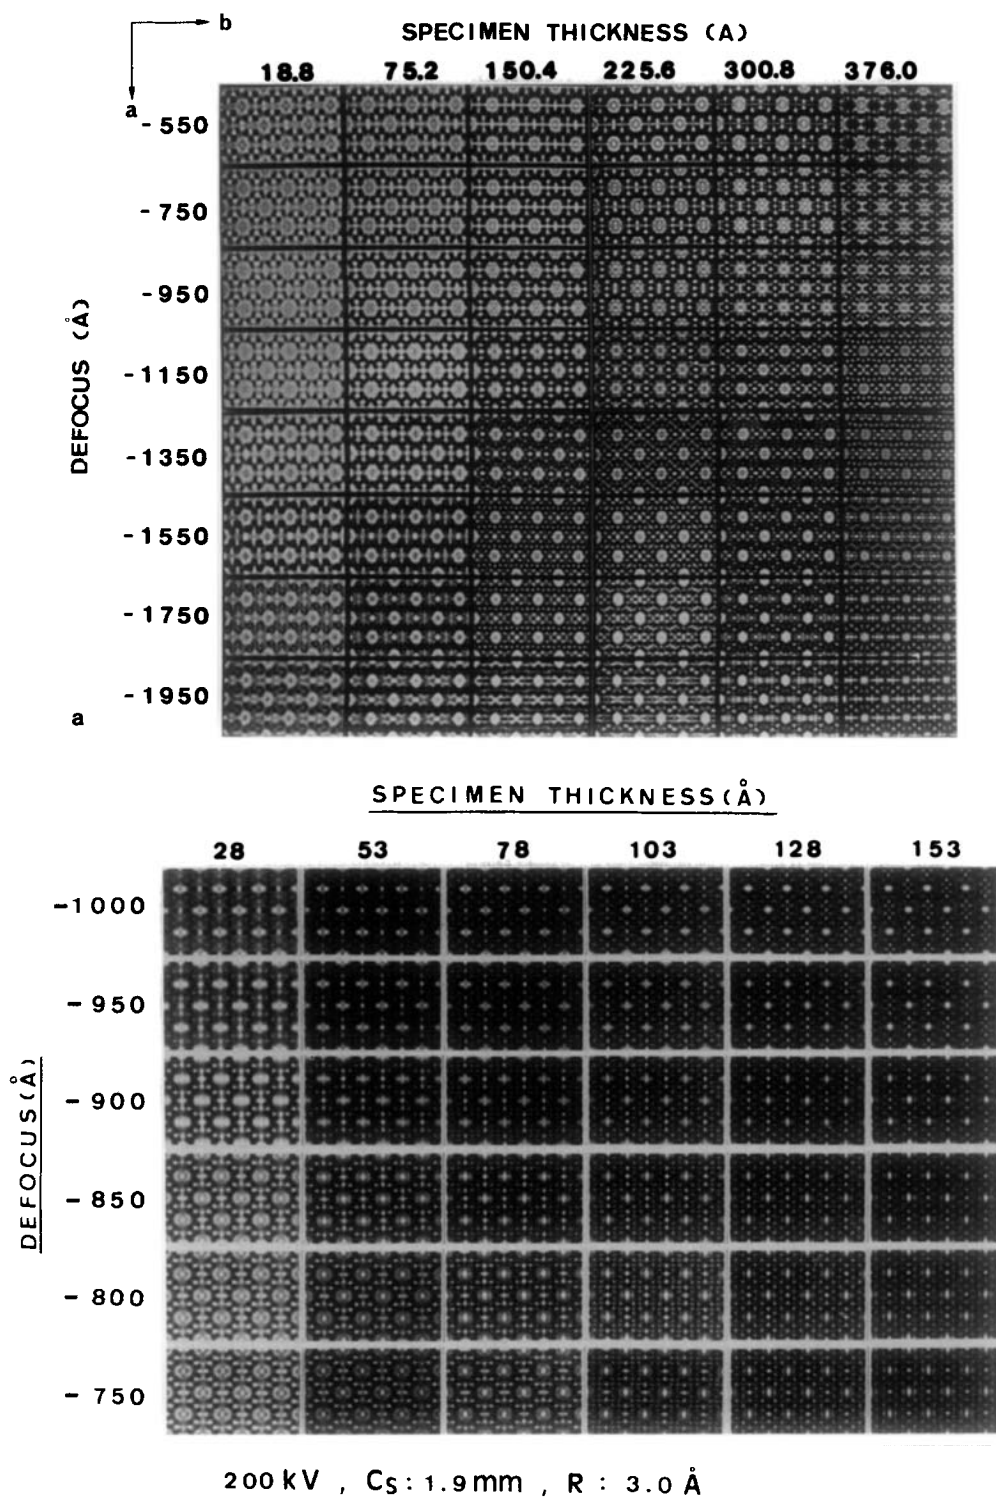 b
a
SPECIMEN THICKNESS (A)
18.8 75.2 150.4 225.6 300.8 376.0
DEFOCUS (Å)
-550
-750
-950
-1150
-1350
-1550
-1750
-1950
a
SPECIMEN THICKNESS (Å)
28 53 78 103 128 153
DEFOCUS (Å)
-1000
-950
-900
-850
-800
-750
200 kV , Cs: 1.9mm , R : 3.0 Å